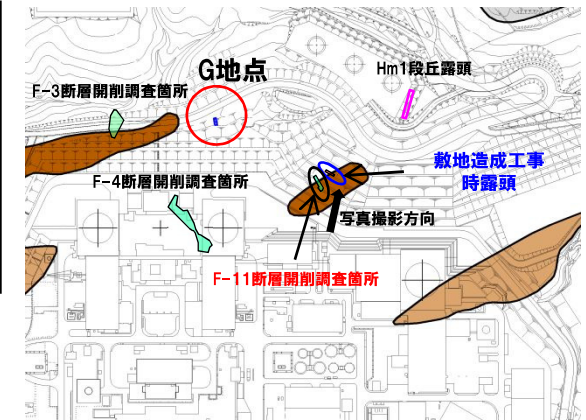 G地点
Hm1段丘露頭
F-3断層開削調査箇所
敷地造成工事
時露頭
F-4断層開削調査箇所
写真撮影方向
F-11断層開削調査箇所